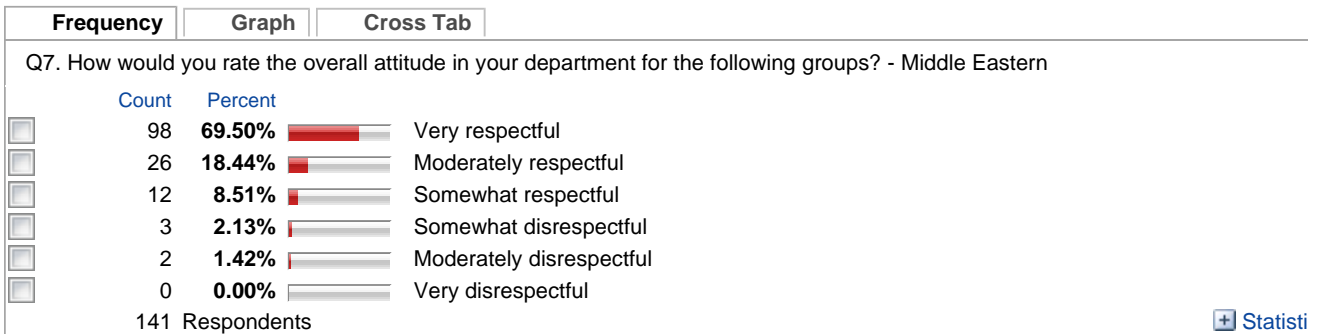 Frequency Graph Cross Tab
Q7. How would you rate the overall attitude in your department for the following groups? - Middle Eastern
Count Percent
98 69.50% Very respectful
26 18.44% Moderately respectful
12 8.51% Somewhat respectful
3 2.13% Somewhat disrespectful
2 1.42% Moderately disrespectful
0 0.00% Very disrespectful
141 Respondents Statisti